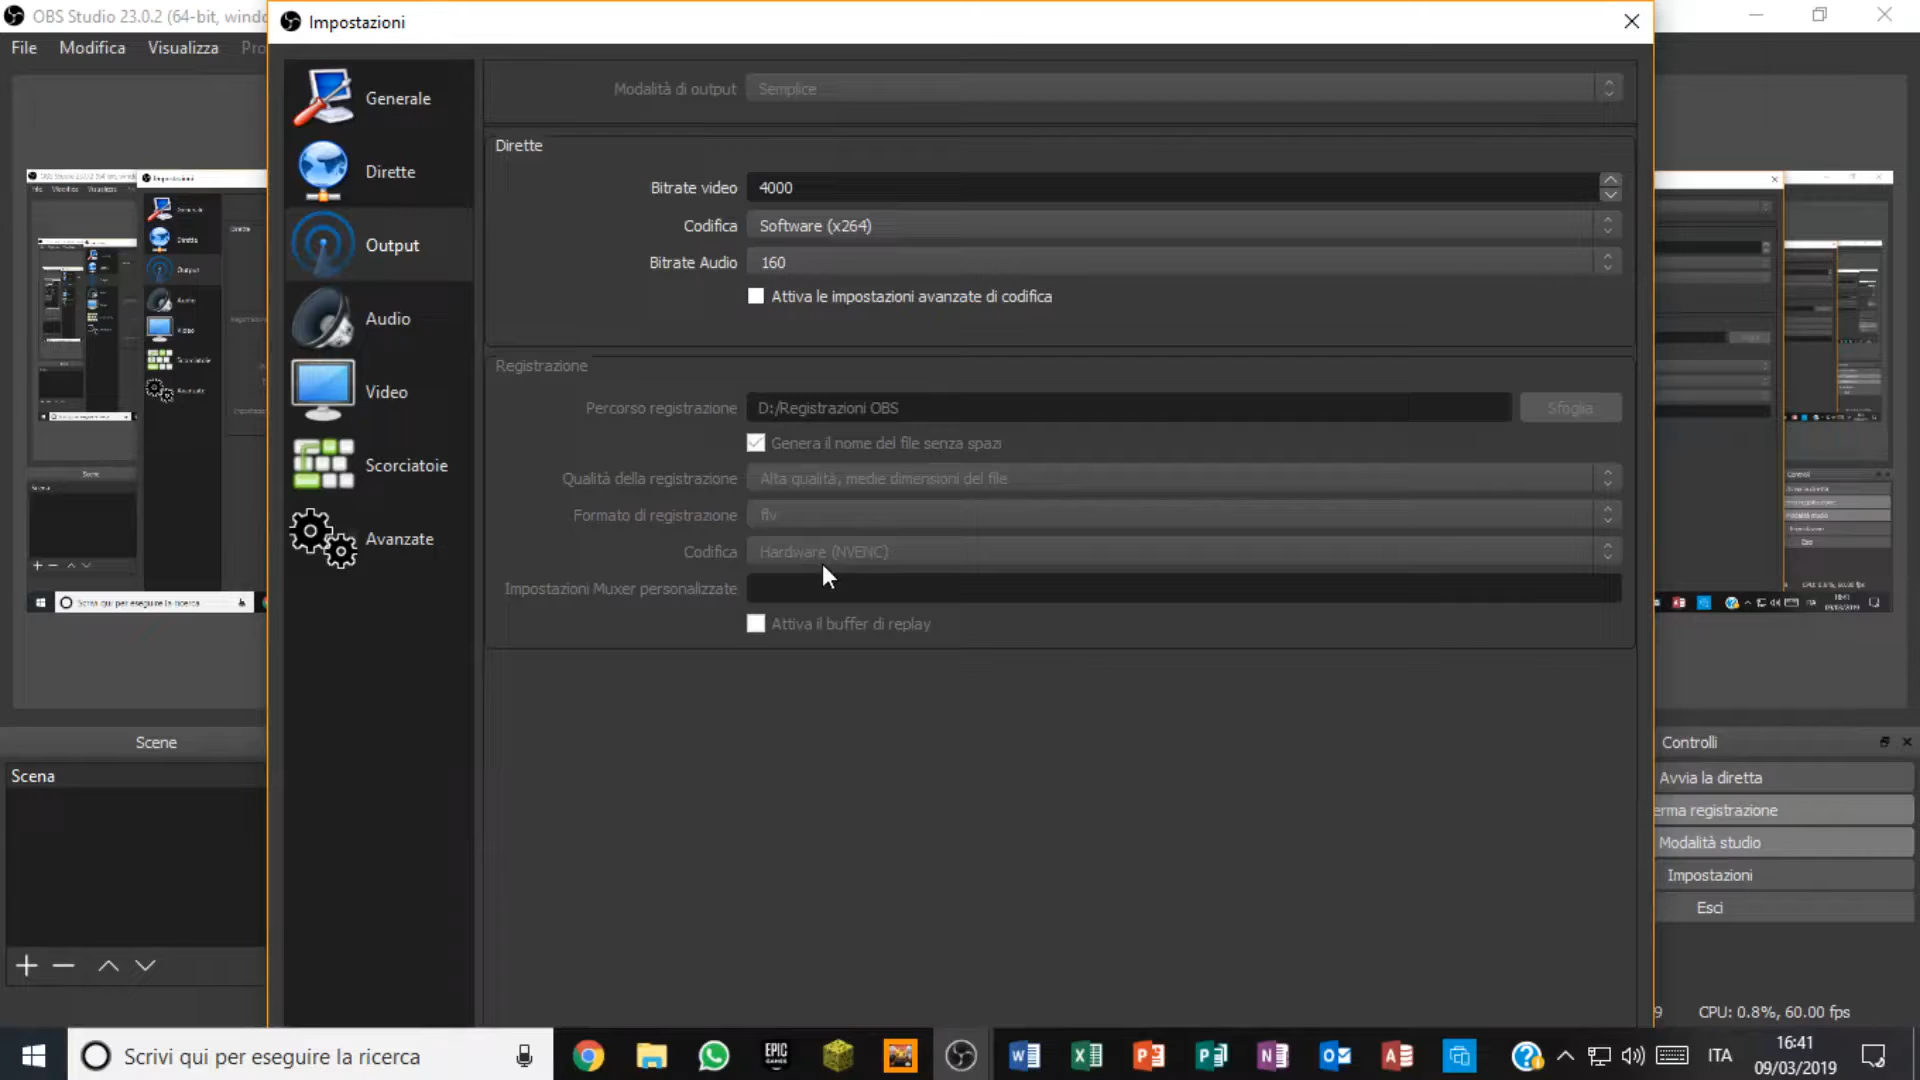 OBS Studio 23.0.2 (64-bit, windo
Impostazioni
File Modifica Visualizza Pro
Generale
Dirette
Output
Audio
Video
Scorciatoie
Avanzate
Modalità di output Semplice
Dirette
Bitrate video 4000
Codifica Software (x264)
Bitrate Audio 160
Attiva le impostazioni avanzate di codifica
Registrazione
Percorso registrazione D:/Registrazioni OBS Sfoglia
Genera il nome del file senza spazi
Qualità della registrazione Alta qualità, medie dimensioni del file
Formato di registrazione flv
Codifica Hardware (NVENC)
Impostazioni Muxer personalizzate
Attiva il buffer di replay
Scene
Scena
Controlli
Avvia la diretta
erma registrazione
Modalità studio
Impostazioni
Esci
9 CPU: 0.8%, 60.00 fps
Scrivi qui per eseguire la ricerca
EPIC GAMES
ITA
16:41
09/03/2019